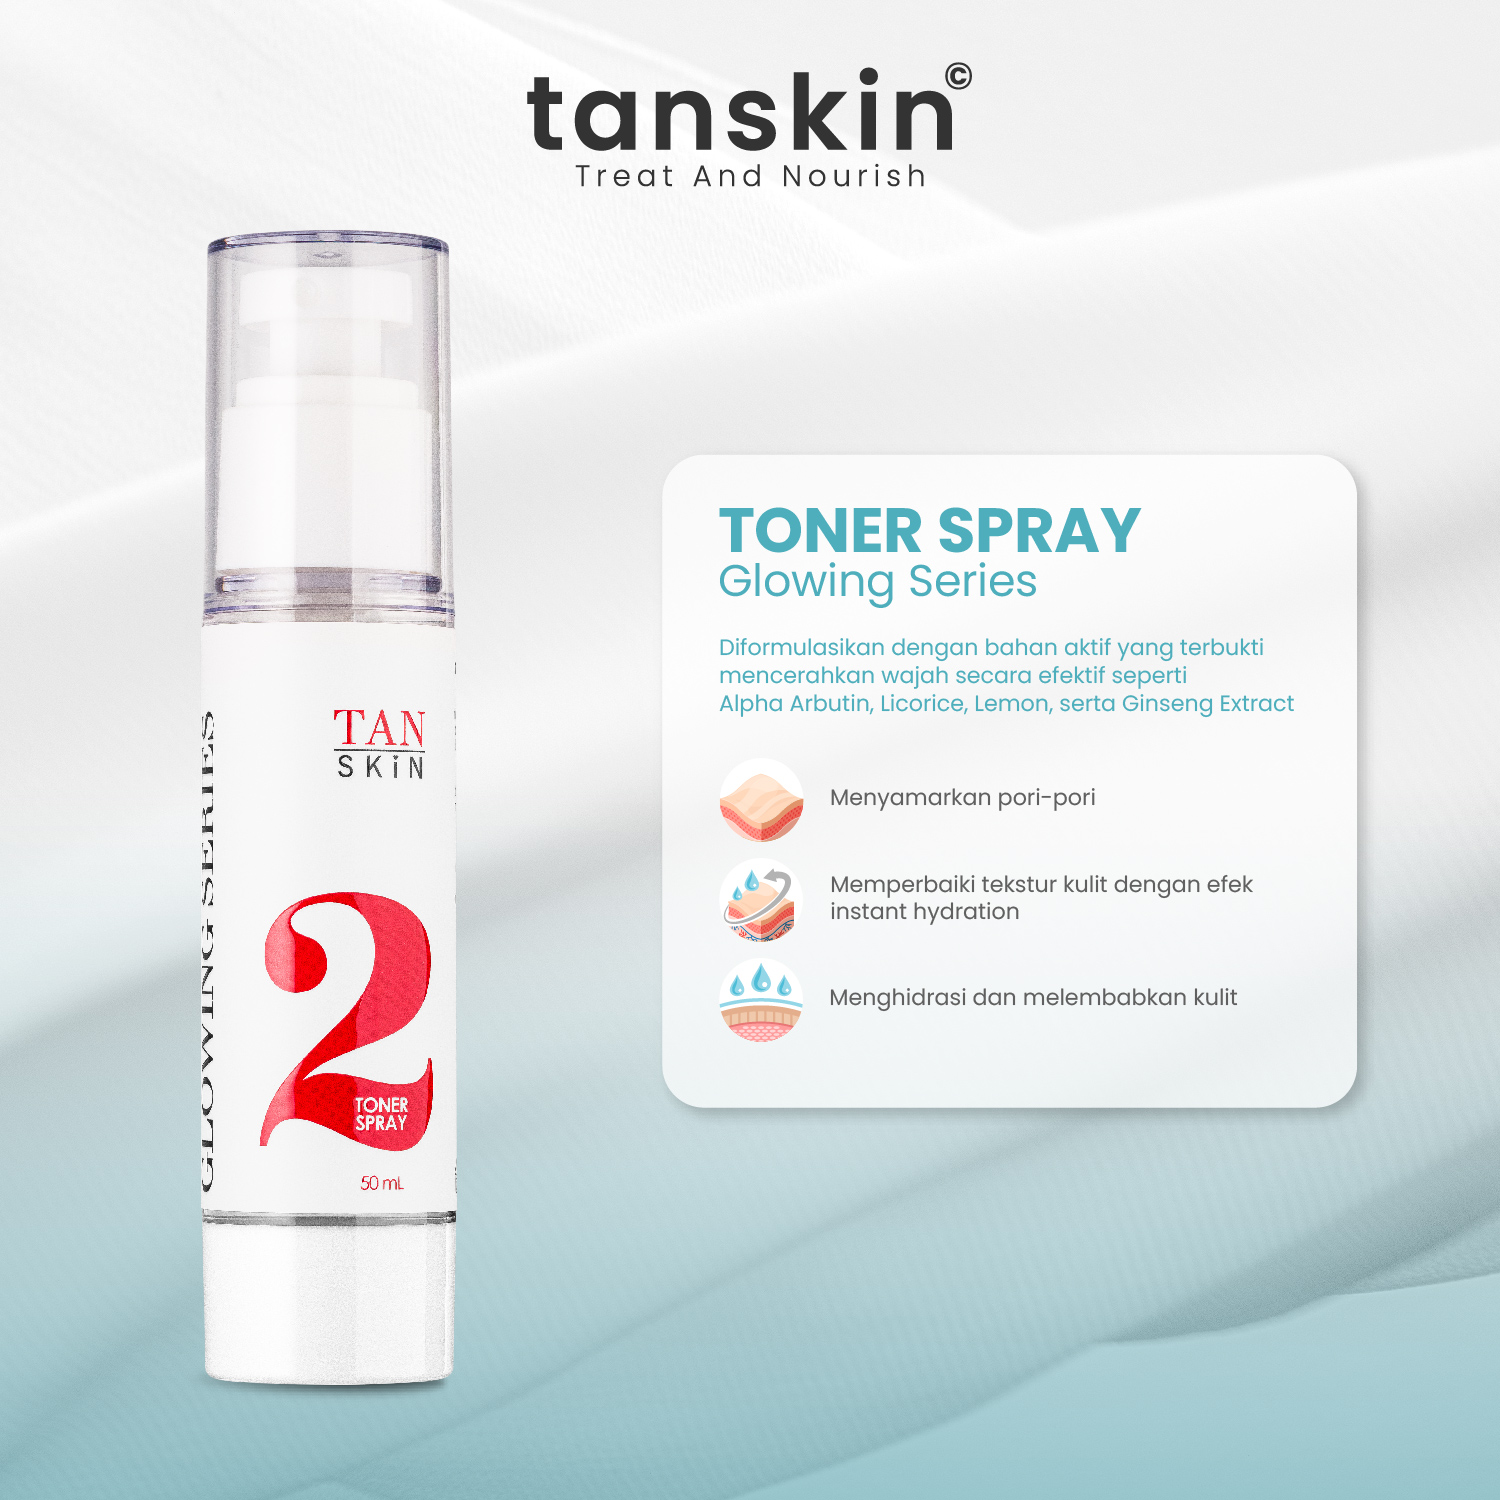 tanskin©
Treat And Nourish
TAN
SKiN
GLOWING SERIES
2
TONER
SPRAY
50 mL
TONER SPRAY
Glowing Series
Diformulasikan dengan bahan aktif yang terbukti
mencerahkan wajah secara efektif seperti
Alpha Arbutin, Licorice, Lemon, serta Ginseng Extract
Menyamarkan pori-pori
Memperbaiki tekstur kulit dengan efek
instant hydration
Menghidrasi dan melembabkan kulit